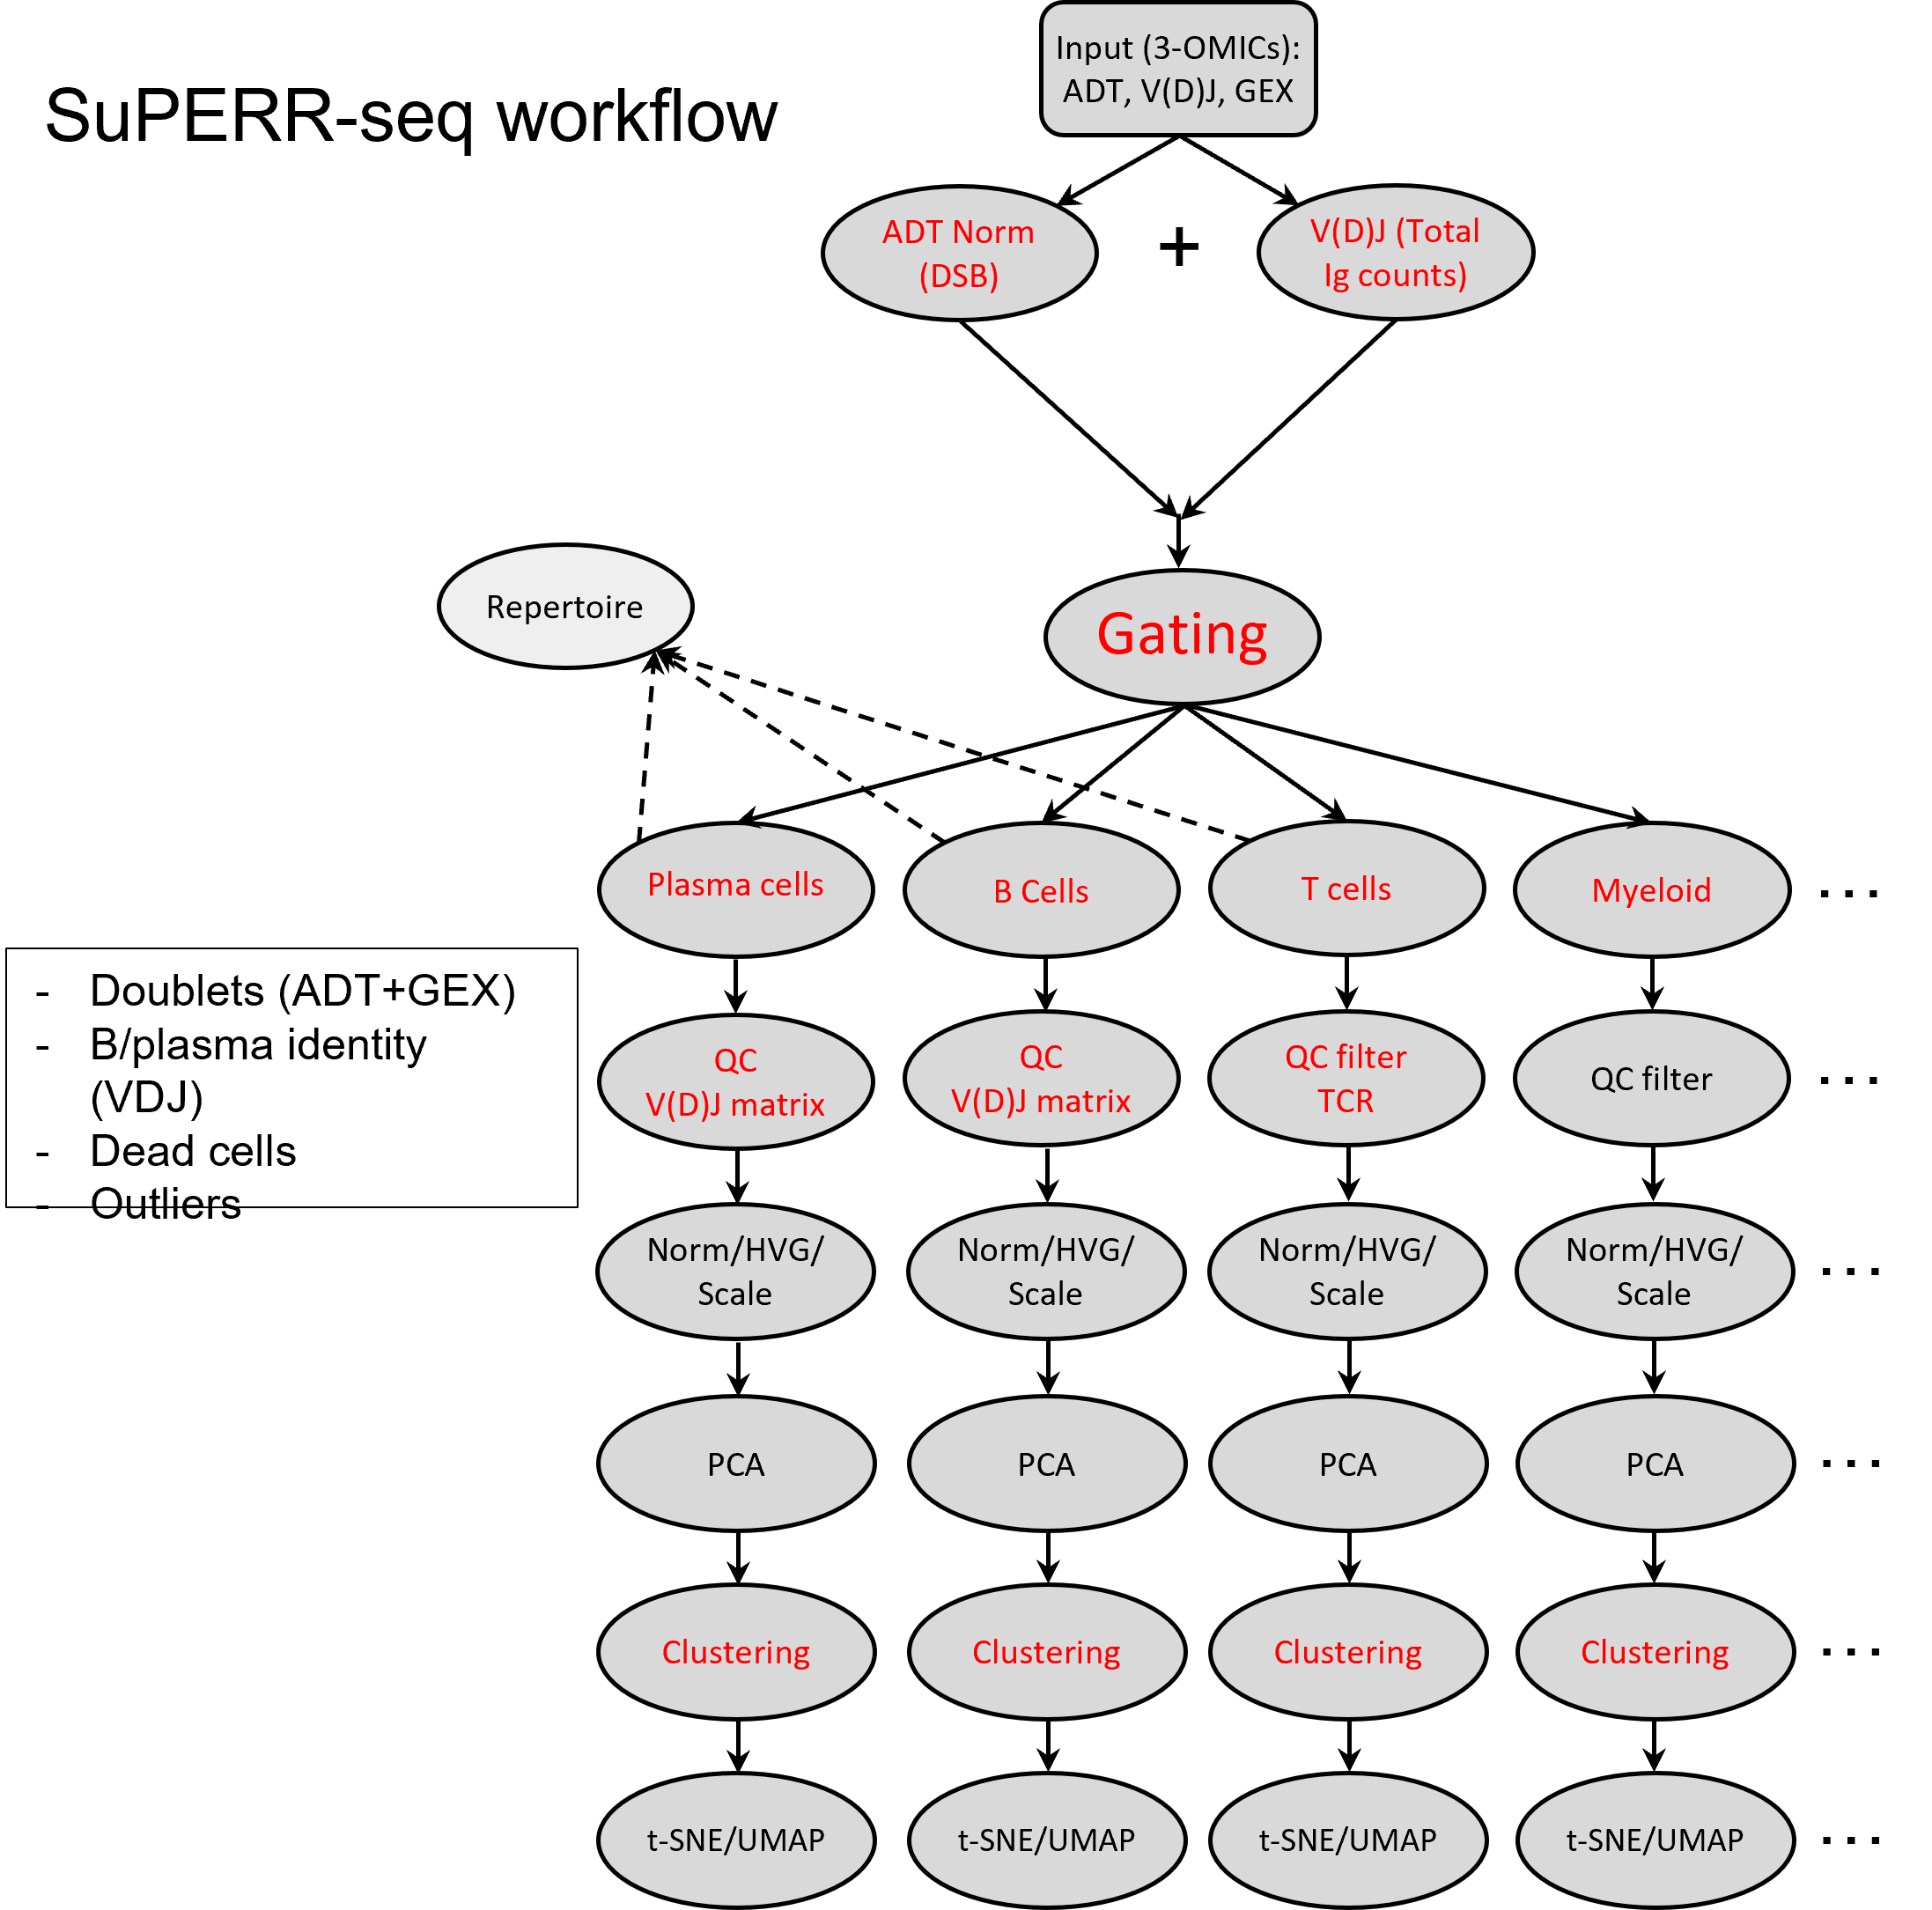 SuPERR-seq workflow
Input (3-OMICs):
ADT, V(D)J, GEX
ADT Norm
(DSB)
+
V(D)J (Total
Ig counts)
Repertoire
Gating
Plasma cells
B Cells
T cells
Myeloid
...
- Doublets (ADT+GEX)
- B/plasma identity
(VDJ)
- Dead cells
- Outliers
QC
V(D)J matrix
QC
V(D)J matrix
QC filter
TCR
QC filter
...
Norm/HVG/
Scale
Norm/HVG/
Scale
Norm/HVG/
Scale
Norm/HVG/
Scale
...
PCA
PCA
PCA
PCA
...
Clustering
Clustering
Clustering
Clustering
...
t-SNE/UMAP
t-SNE/UMAP
t-SNE/UMAP
t-SNE/UMAP
...